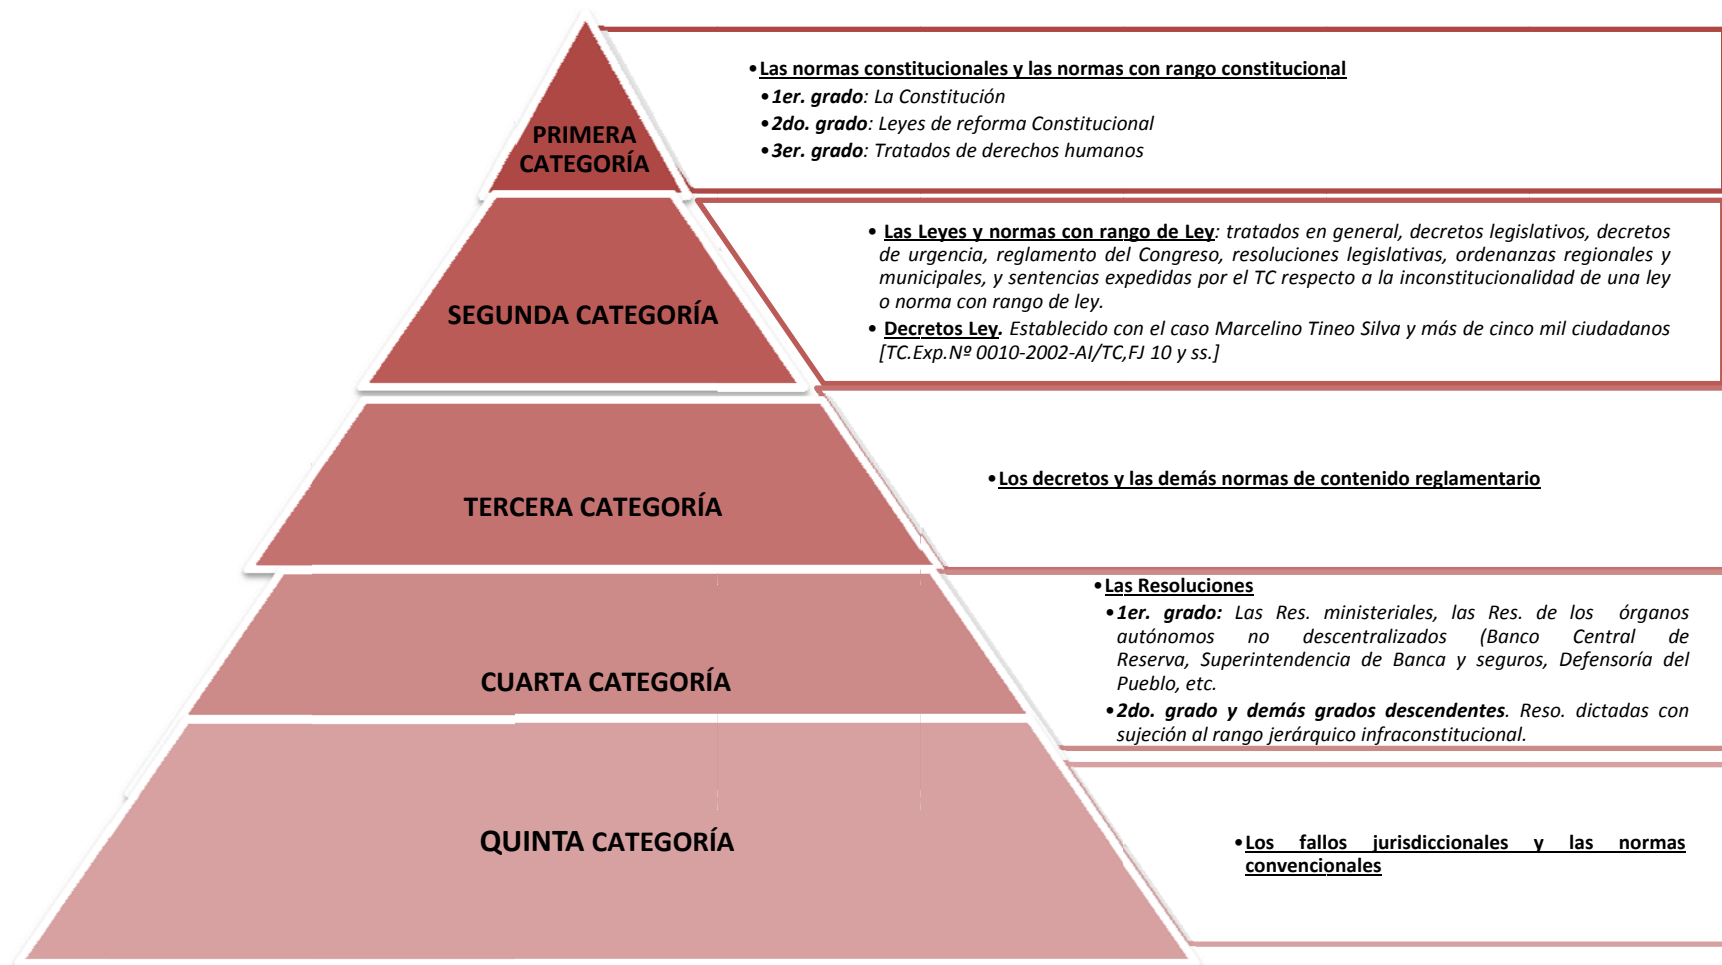 PRIMERA
CATEGORÍA
•Las normas constitucionales y las normas con rango constitucional
•1er. grado: La Constitución
•2do. grado: Leyes de reforma Constitucional
•3er. grado: Tratados de derechos humanos
SEGUNDA CATEGORÍA
• Las Leyes y normas con rango de Ley: tratados en general, decretos legislativos, decretos
de urgencia, reglamento del Congreso, resoluciones legislativas, ordenanzas regionales y
municipales, y sentencias expedidas por el TC respecto a la inconstitucionalidad de una ley
o norma con rango de ley.
• Decretos Ley. Establecido con el caso Marcelino Tineo Silva y más de cinco mil ciudadanos
[TC.Exp.Nº 0010-2002-AI/TC,FJ 10 y ss.]
TERCERA CATEGORÍA
•Los decretos y las demás normas de contenido reglamentario
CUARTA CATEGORÍA
•Las Resoluciones
•1er. grado: Las Res. ministeriales, las Res. de los órganos
autónomos no descentralizados (Banco Central de
Reserva, Superintendencia de Banca y seguros, Defensoría del
Pueblo, etc.
•2do. grado y demás grados descendentes. Reso. dictadas con
sujeción al rango jerárquico infraconstitucional.
QUINTA CATEGORÍA
•Los fallos jurisdiccionales y las normas
convencionales